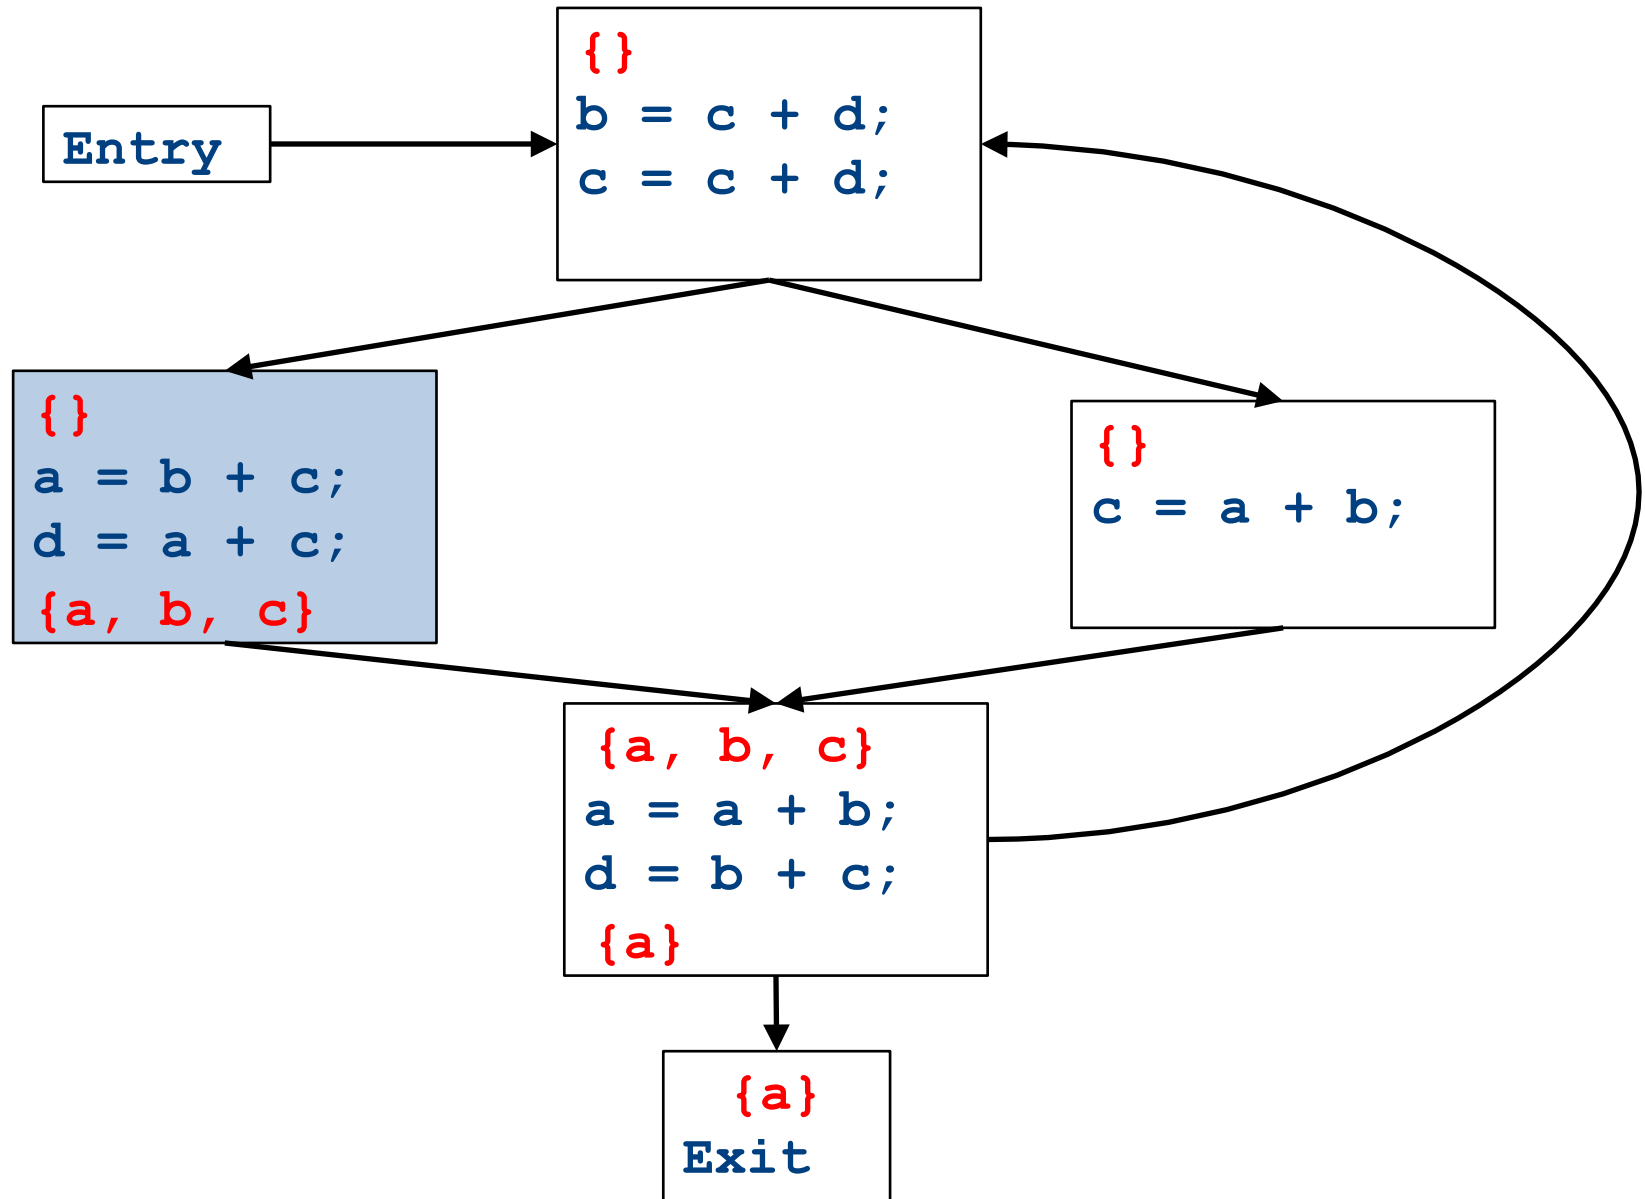 Entry
{}
b = c + d;
c = c + d;
{}
a = b + c;
d = a + c;
{a, b, c}
{}
c = a + b;
{a, b, c}
a = a + b;
d = b + c;
{a}
{a}
Exit